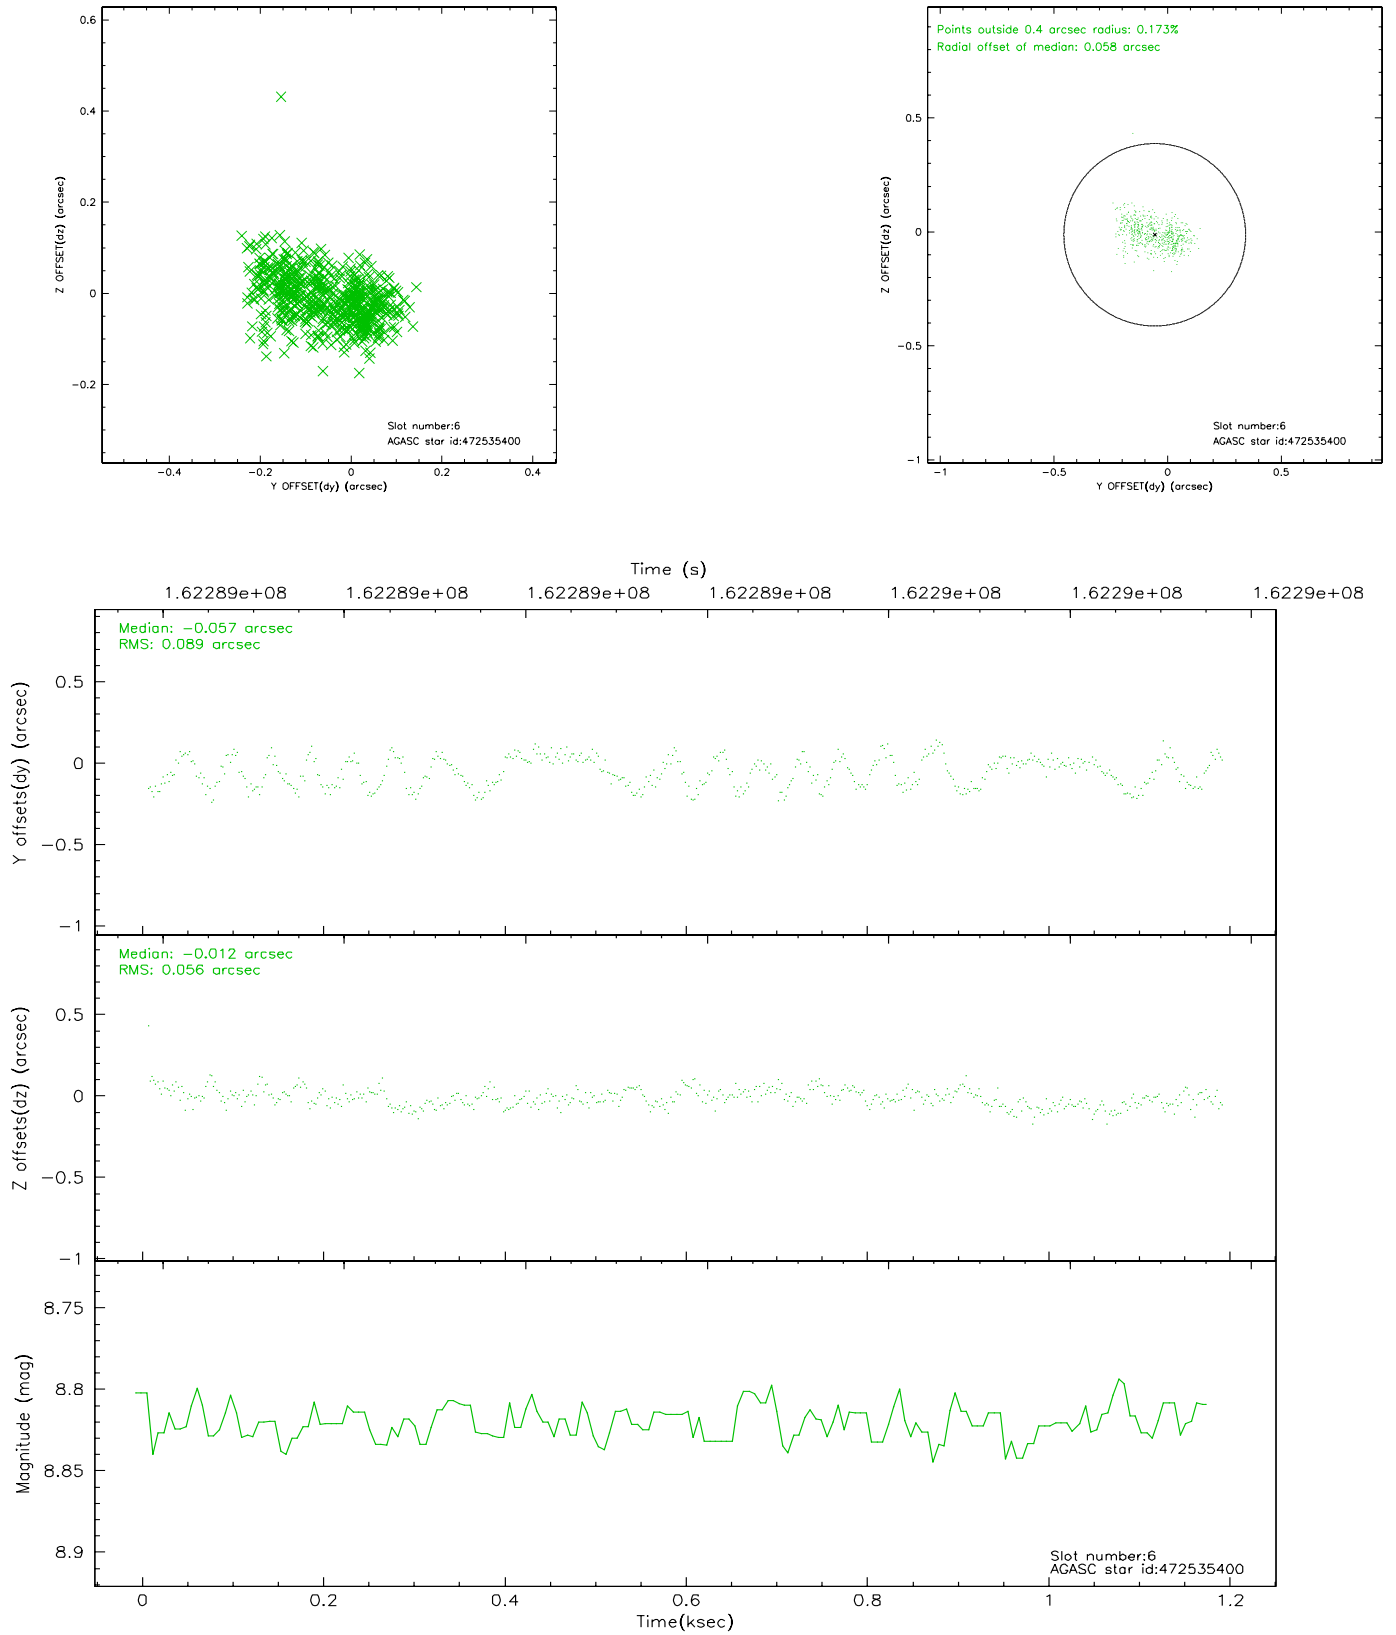 0.6
0.4
0.2
0
-0.2
Z OFFSET(dz) (arcsec)
Slot number:6
AGASC star id:472535400
-0.4 -0.2 0 0.2 0.4
Y OFFSET(dy) (arcsec)
Points outside 0.4 arcsec radius: 0.173%
Radial offset of median: 0.058 arcsec
0.5
0
-0.5
-1
Z OFFSET(dz) (arcsec)
Slot number:6
AGASC star id:472535400
-1 -0.5 0 0.5
Y OFFSET(dy) (arcsec)
Time (s)
1.62289e+08 1.62289e+08 1.62289e+08 1.62289e+08 1.6229e+08 1.6229e+08 1.6229e+08
Median: -0.057 arcsec
RMS: 0.089 arcsec
0.5
0
-0.5
-1
Y offsets(dy) (arcsec)
Median: -0.012 arcsec
RMS: 0.056 arcsec
0.5
0
-0.5
-1
Z offsets(dz) (arcsec)
8.75
8.8
8.85
8.9
Magnitude (mag)
Slot number:6
AGASC star id:472535400
0 0.2 0.4 0.6 0.8 1 1.2
Time(ksec)